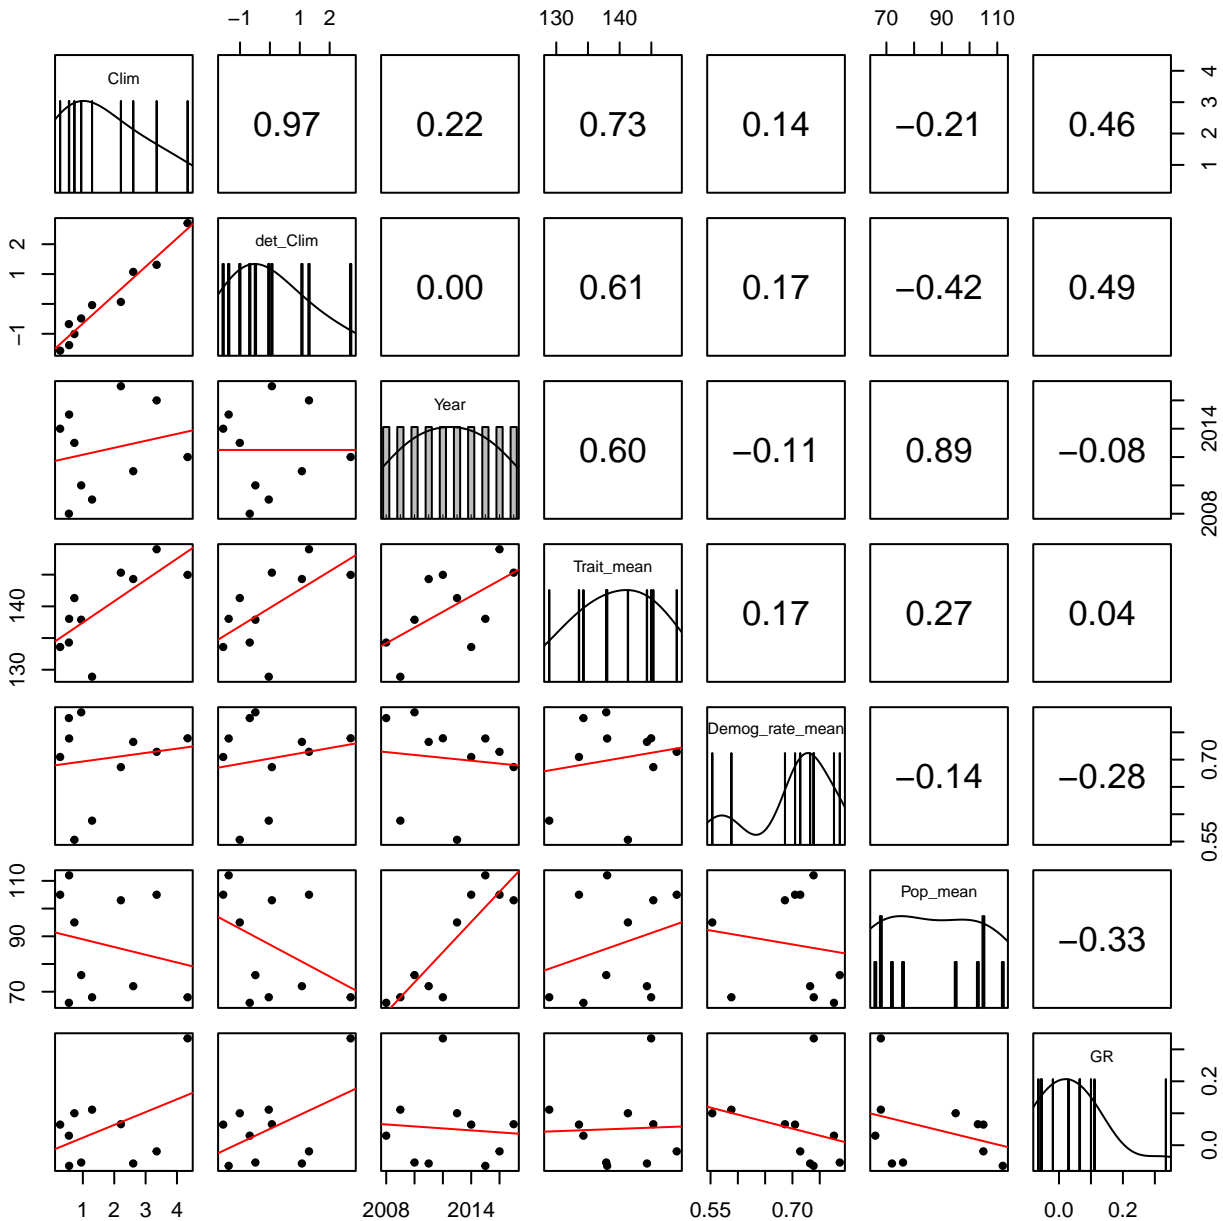 −1 1 2 130 140 70 90 110
Clim 0.97 0.22 0.73 0.14 −0.21 0.46 1 2 3 4
−1 1 2 det_Clim 0.00 0.61 0.17 −0.42 0.49
Year 0.60 −0.11 0.89 −0.08 2008 2014
130 140 Trait_mean 0.17 0.27 0.04
Demog_rate_mean −0.14 −0.28 0.55 0.70
70 90 110 Pop_mean −0.33
GR 0.0 0.2
1 2 3 4 2008 2014 0.55 0.70 0.0 0.2